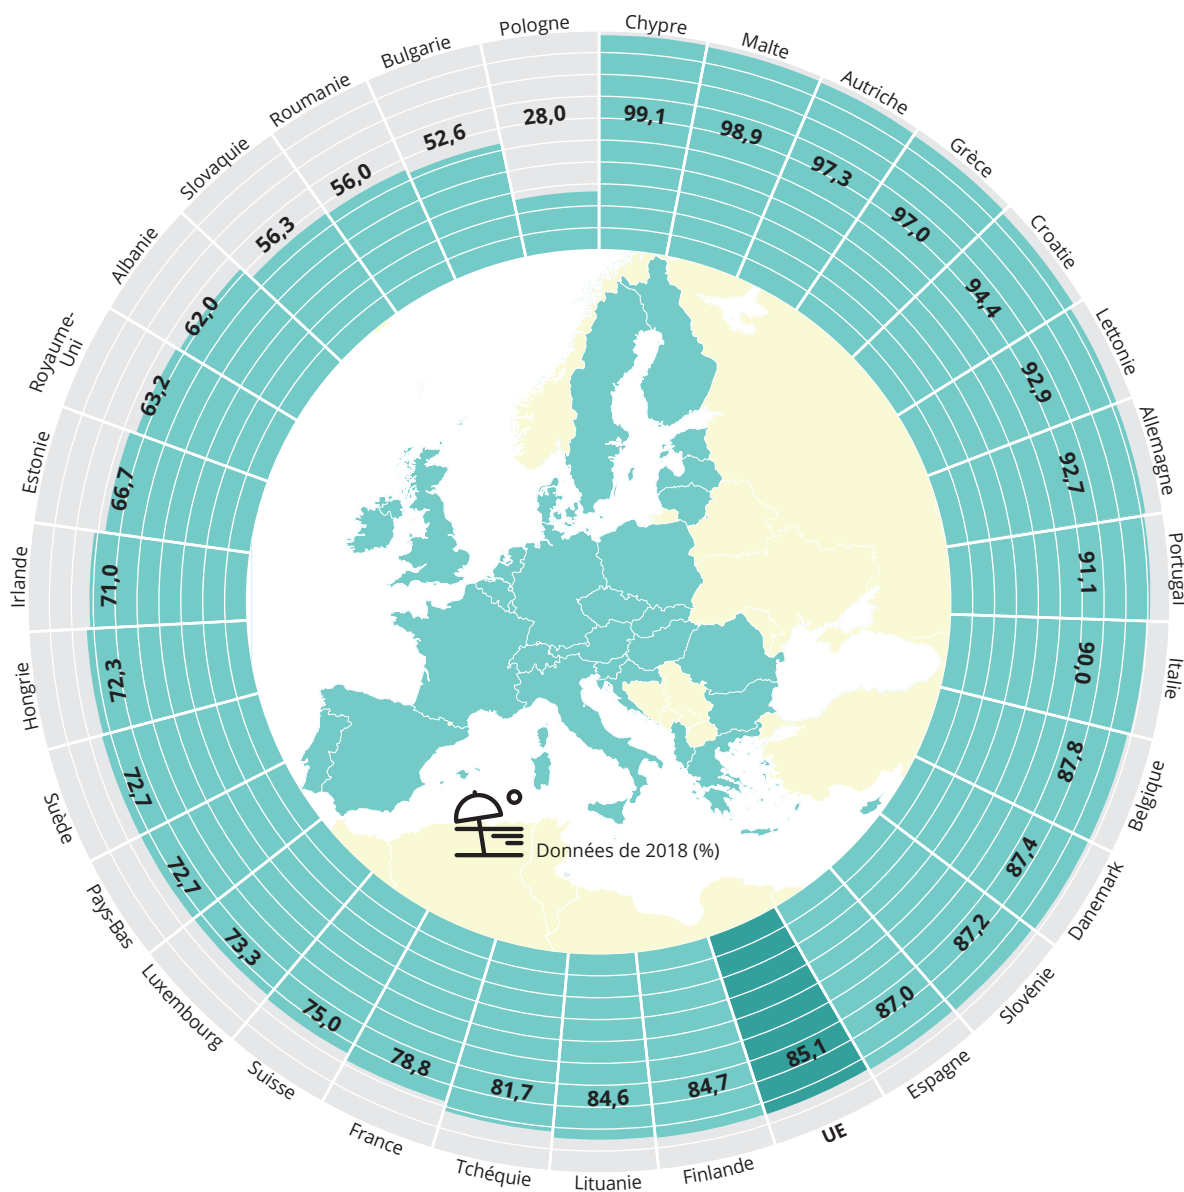 Chypre
99,1
Malte
98,9
Autriche
97,3
Grèce
97,0
Croatie
94,4
Lettonie
92,9
Allemagne
92,7
Portugal
91,1
Italie
90,0
Belgique
87,8
Danemark
87,4
Slovénie
87,2
Espagne
87,0
UE
85,1
Finlande
84,7
Lituanie
84,6
Tchéquie
81,7
France
78,8
Suisse
75,0
Luxembourg
73,3
Pays-Bas
72,7
Suède
72,7
Hongrie
72,3
Irlande
71,0
Estonie
66,7
Royaume-
Uni
63,2
Albanie
62,0
Slovaquie
56,3
Roumanie
56,0
Bulgarie
52,6
Pologne
28,0
Données de 2018 (%)